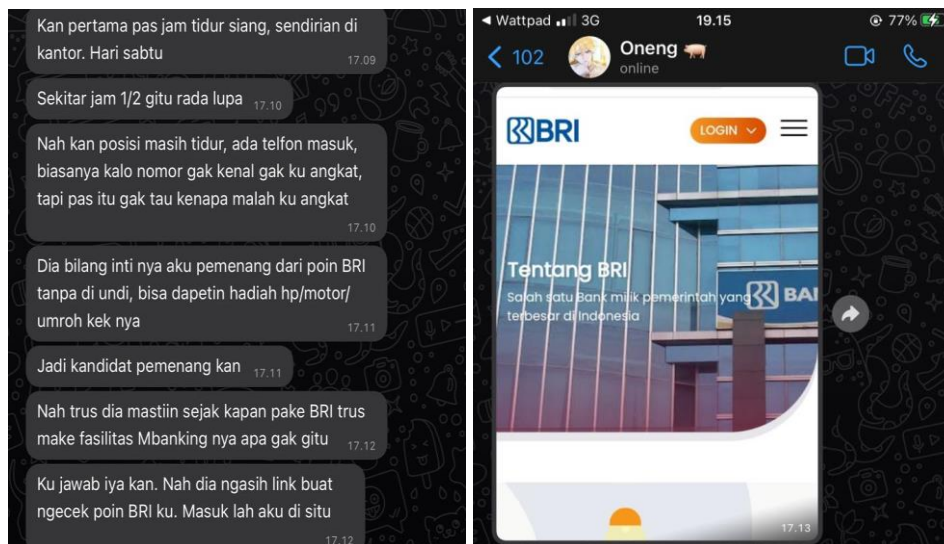 Kan pertama pas jam tidur siang, sendirian di
kantor. Hari sabtu
17.09
Sekitar jam 1/2 gitu rada lupa 17.10
Nah kan posisi masih tidur, ada telfon masuk,
biasanya kalo nomor gak kenal gak ku angkat,
tapi pas itu gak tau kenapa malah ku angkat
17.10
Dia bilang inti nya aku pemenang dari poin BRI
tanpa di undi, bisa dapetin hadiah hp/motor/
umroh kek nya
17.11
Jadi kandidat pemenang kan 17.11
Nah trus dia mastiin sejak kapan pake BRI trus
make fasilitas Mbanking nya apa gak gitu
17.12
Ku jawab iya kan. Nah dia ngasih link buat
ngecek poin BRI ku. Masuk lah aku di situ
17.12
Wattpad 3G 19.15 77%
102 Oneng
online
BRI LOGIN
Tentang BRI
Salah satu Bank milik pemerintah yang
terbesar di Indonesia
BAI
17.13